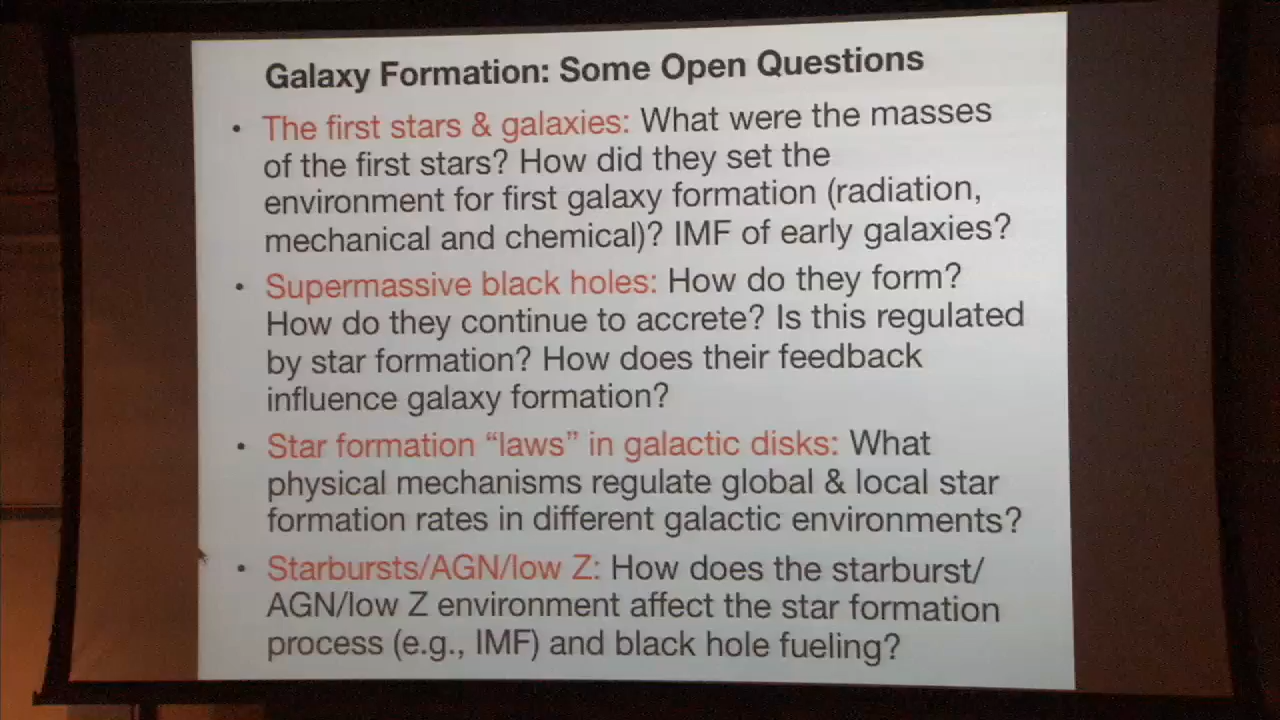 Galaxy Formation: Some Open Questions
• The first stars & galaxies: What were the masses
of the first stars? How did they set the
environment for first galaxy formation (radiation,
mechanical and chemical)? IMF of early galaxies?
• Supermassive black holes: How do they form?
How do they continue to accrete? Is this regulated
by star formation? How does their feedback
influence galaxy formation?
• Star formation “laws” in galactic disks: What
physical mechanisms regulate global & local star
formation rates in different galactic environments?
• Starbursts/AGN/low Z: How does the starburst/
AGN/low Z environment affect the star formation
process (e.g., IMF) and black hole fueling?